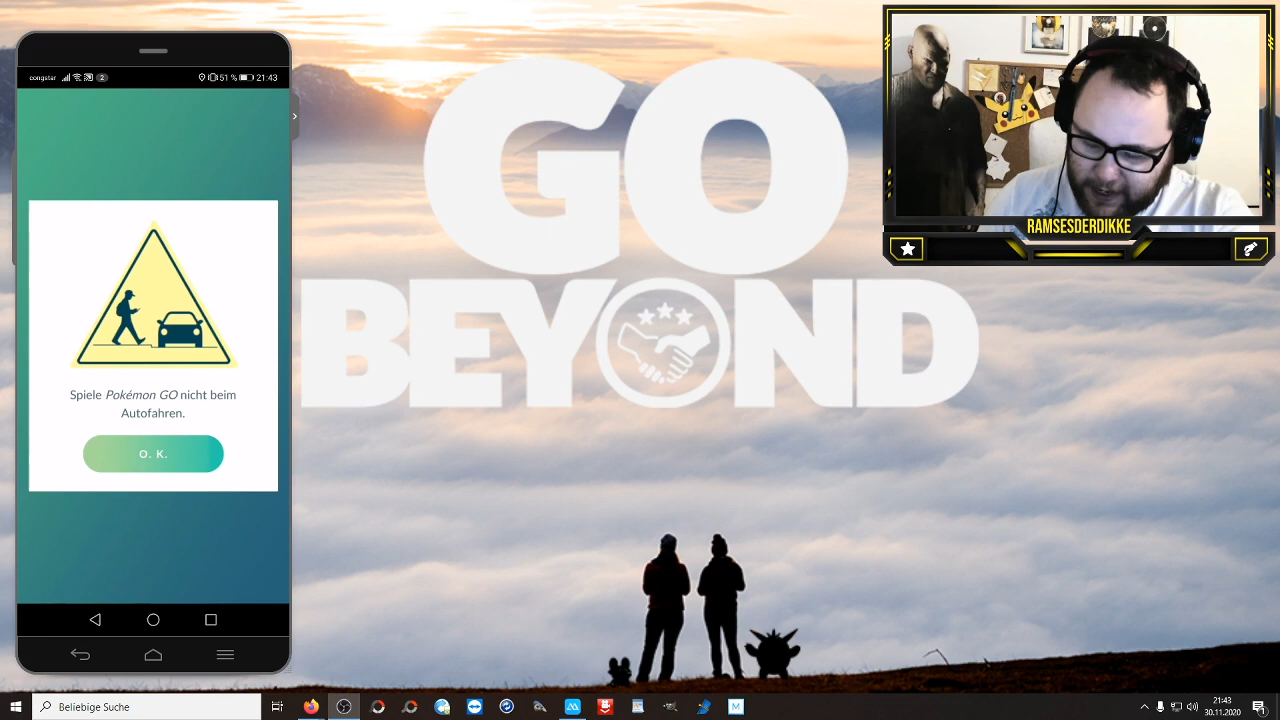 congstar
2
51 %
21:43
GO
BEYOND
RAMSESDERDIKKE
Spiele Pokémon GO nicht beim
Autofahren.
O. K.
Beliebige Suche
M
21:43
30.11.2020